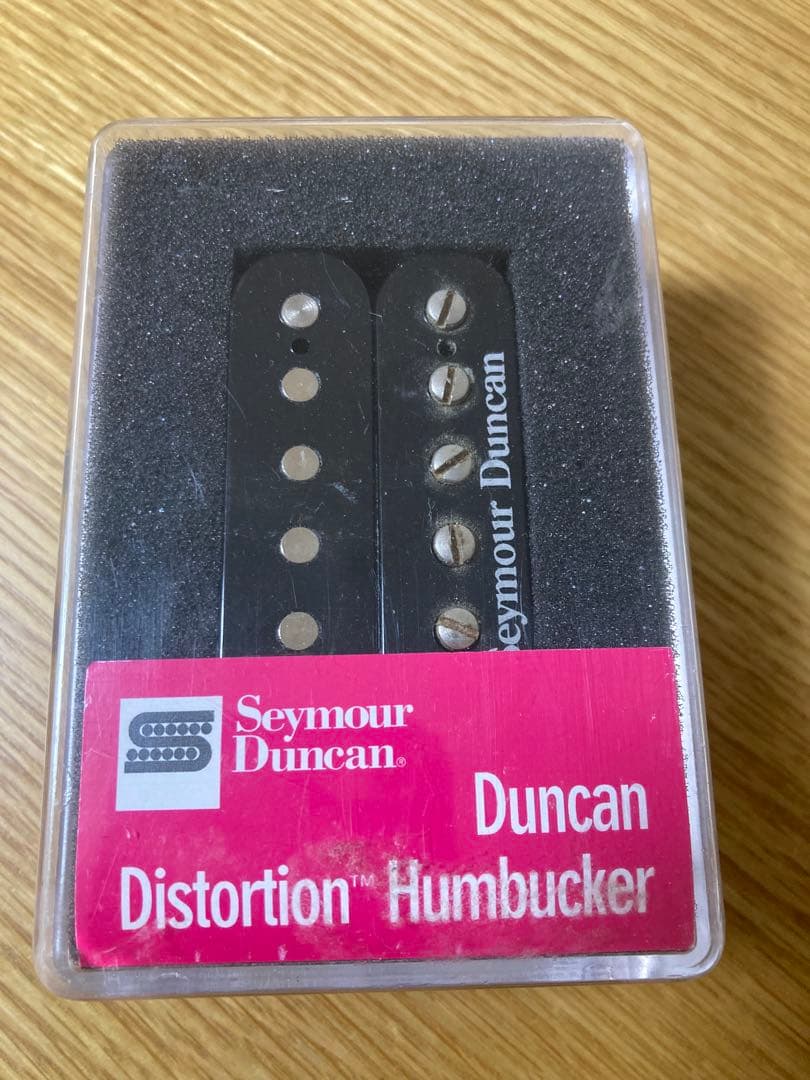 Seymour Duncan
Seymour
Duncan®
Duncan
Distortion™ Humbucker